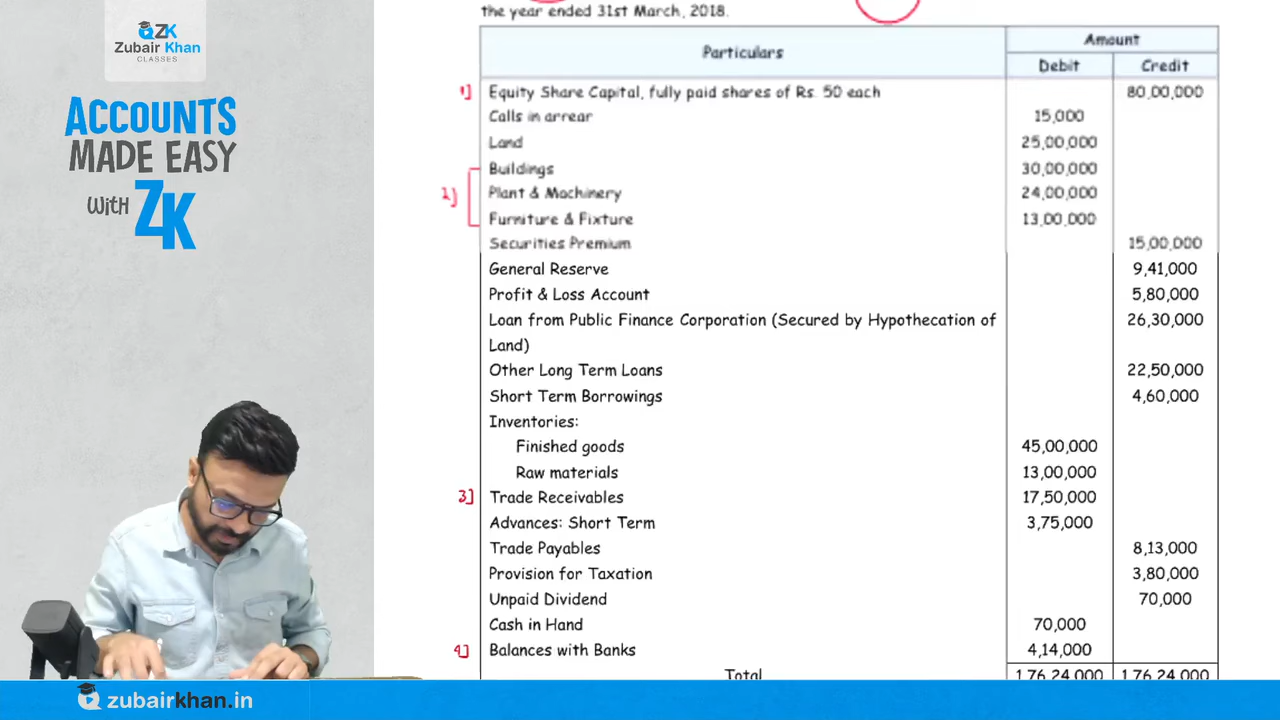 ZK
Zubair Khan
CLASSES
ACCOUNTS
MADE EASY
WITH ZK
the year ended 31st March, 2018.
Particulars Amount
Debit Credit
1] Equity Share Capital, fully paid shares of Rs. 50 each 80,00,000
Calls in arrear 15,000
Land 25,00,000
Buildings 30,00,000
2] Plant & Machinery 24,00,000
Furniture & Fixture 13,00,000
Securities Premium 15,00,000
General Reserve 9,41,000
Profit & Loss Account 5,80,000
Loan from Public Finance Corporation (Secured by Hypothecation of 26,30,000
Land)
Other Long Term Loans 22,50,000
Short Term Borrowings 4,60,000
Inventories:
Finished goods 45,00,000
Raw materials 13,00,000
3] Trade Receivables 17,50,000
Advances: Short Term 3,75,000
Trade Payables 8,13,000
Provision for Taxation 3,80,000
Unpaid Dividend 70,000
Cash in Hand 70,000
4] Balances with Banks 4,14,000
Total 1,76,24,000 1,76,24,000
zubairkhan.in